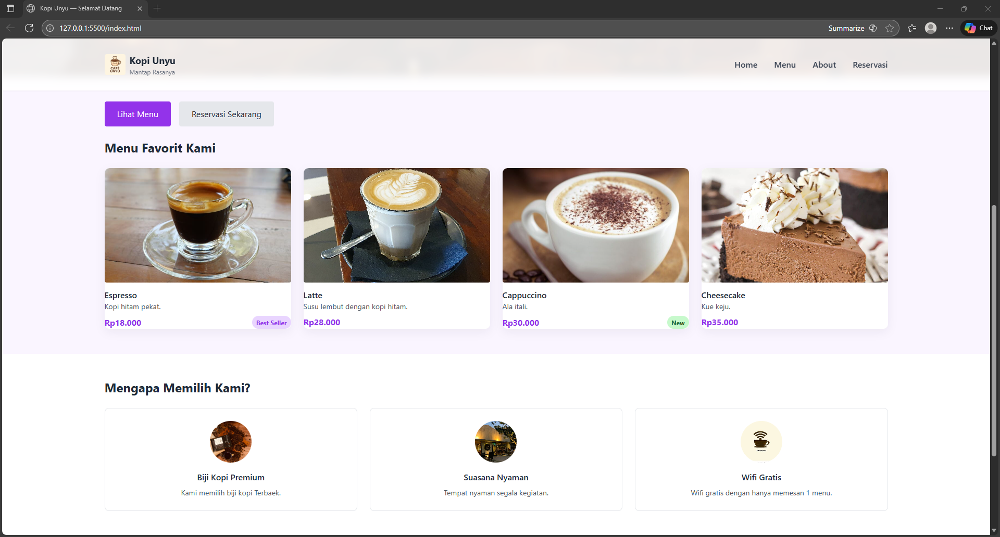 Kopi Unyu — Selamat Datang
127.0.0.1:5500/index.html
Summarize
Chat
CAFÉ
UNYU
Kopi Unyu
Mantap Rasanya
Home
Menu
About
Reservasi
Lihat Menu
Reservasi Sekarang
Menu Favorit Kami
Espresso
Kopi hitam pekat.
Rp18.000
Best Seller
Latte
Susu lembut dengan kopi hitam.
Rp28.000
Cappuccino
Ala itali.
Rp30.000
New
Cheesecake
Kue keju.
Rp35.000
Mengapa Memilih Kami?
Biji Kopi Premium
Kami memilih biji kopi Terbaek.
Suasana Nyaman
Tempat nyaman segala kegiatan.
Wifi Gratis
Wifi gratis dengan hanya memesan 1 menu.